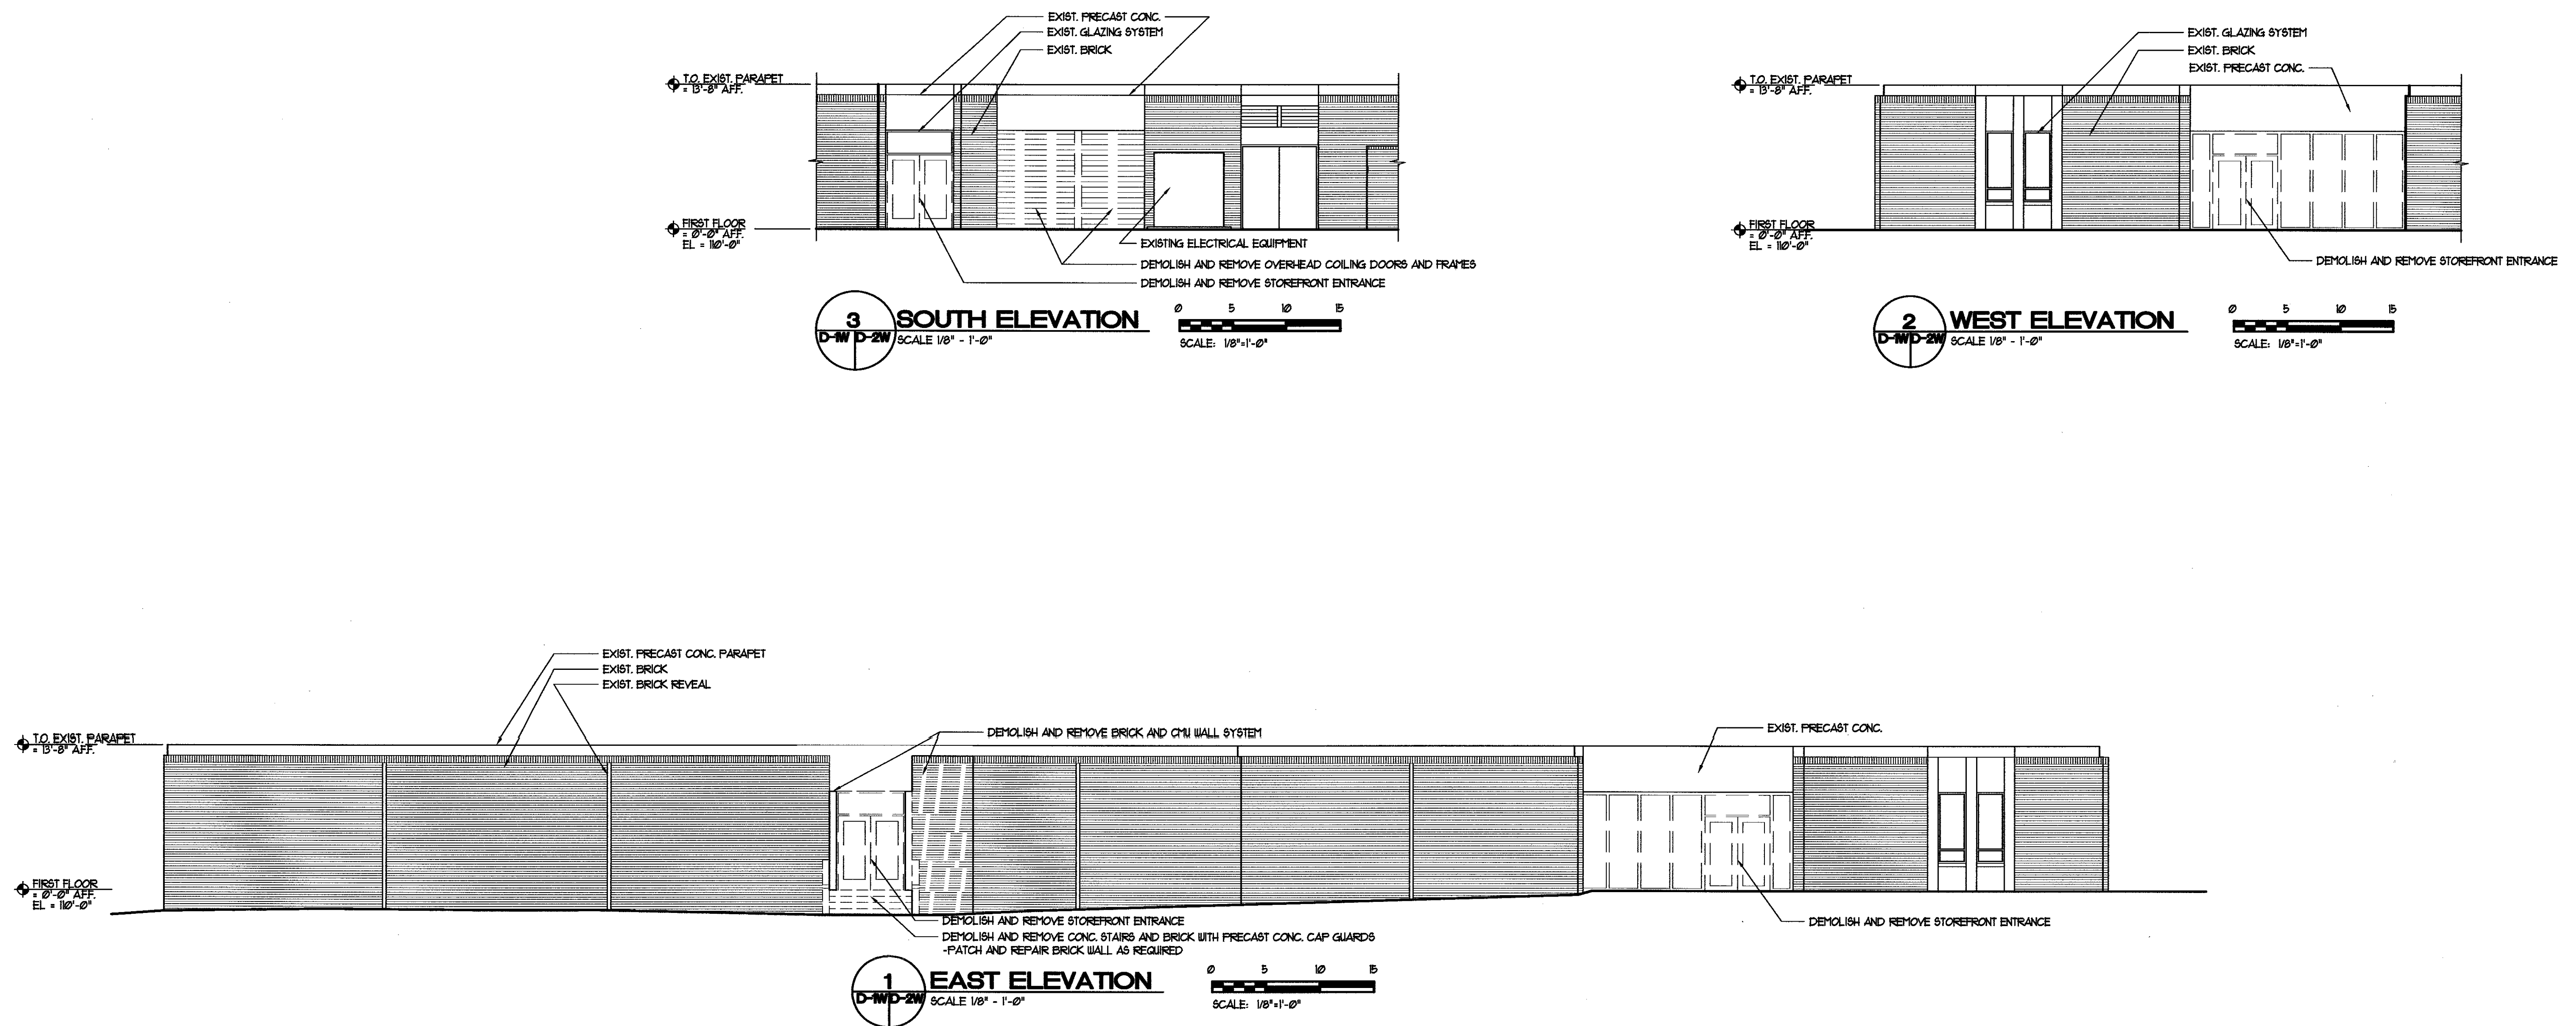 EXIST. PRECAST CONC.
EXIST. GLAZING SYSTEM
EXIST. BRICK
T.O. EXIST. PARAPET
= 13'-8" AFF.
FIRST FLOOR
= 0'-0" AFF.
EL = 110'-0"
EXISTING ELECTRICAL EQUIPMENT
DEMOLISH AND REMOVE OVERHEAD COILING DOORS AND FRAMES
DEMOLISH AND REMOVE STOREFRONT ENTRANCE
3
D-1W D-2W
SOUTH ELEVATION
SCALE 1/8" - 1'-0"
0 5 10 15
SCALE: 1/8"=1'-0"
EXIST. GLAZING SYSTEM
EXIST. BRICK
EXIST. PRECAST CONC.
T.O. EXIST. PARAPET
= 13'-8" AFF.
FIRST FLOOR
= 0'-0" AFF.
EL = 110'-0"
DEMOLISH AND REMOVE STOREFRONT ENTRANCE
2
D-1W D-2W
WEST ELEVATION
SCALE 1/8" - 1'-0"
0 5 10 15
SCALE: 1/8"=1'-0"
EXIST. PRECAST CONC. PARAPET
EXIST. BRICK
EXIST. BRICK REVEAL
T.O. EXIST. PARAPET
= 13'-8" AFF.
DEMOLISH AND REMOVE BRICK AND CMU WALL SYSTEM
EXIST. PRECAST CONC.
FIRST FLOOR
= 0'-0" AFF.
EL = 110'-0"
DEMOLISH AND REMOVE STOREFRONT ENTRANCE
DEMOLISH AND REMOVE CONC. STAIRS AND BRICK WITH PRECAST CONC. CAP GUARDS
-PATCH AND REPAIR BRICK WALL AS REQUIRED
DEMOLISH AND REMOVE STOREFRONT ENTRANCE
1
D-1W D-2W
EAST ELEVATION
SCALE 1/8" - 1'-0"
0 5 10 15
SCALE: 1/8"=1'-0"